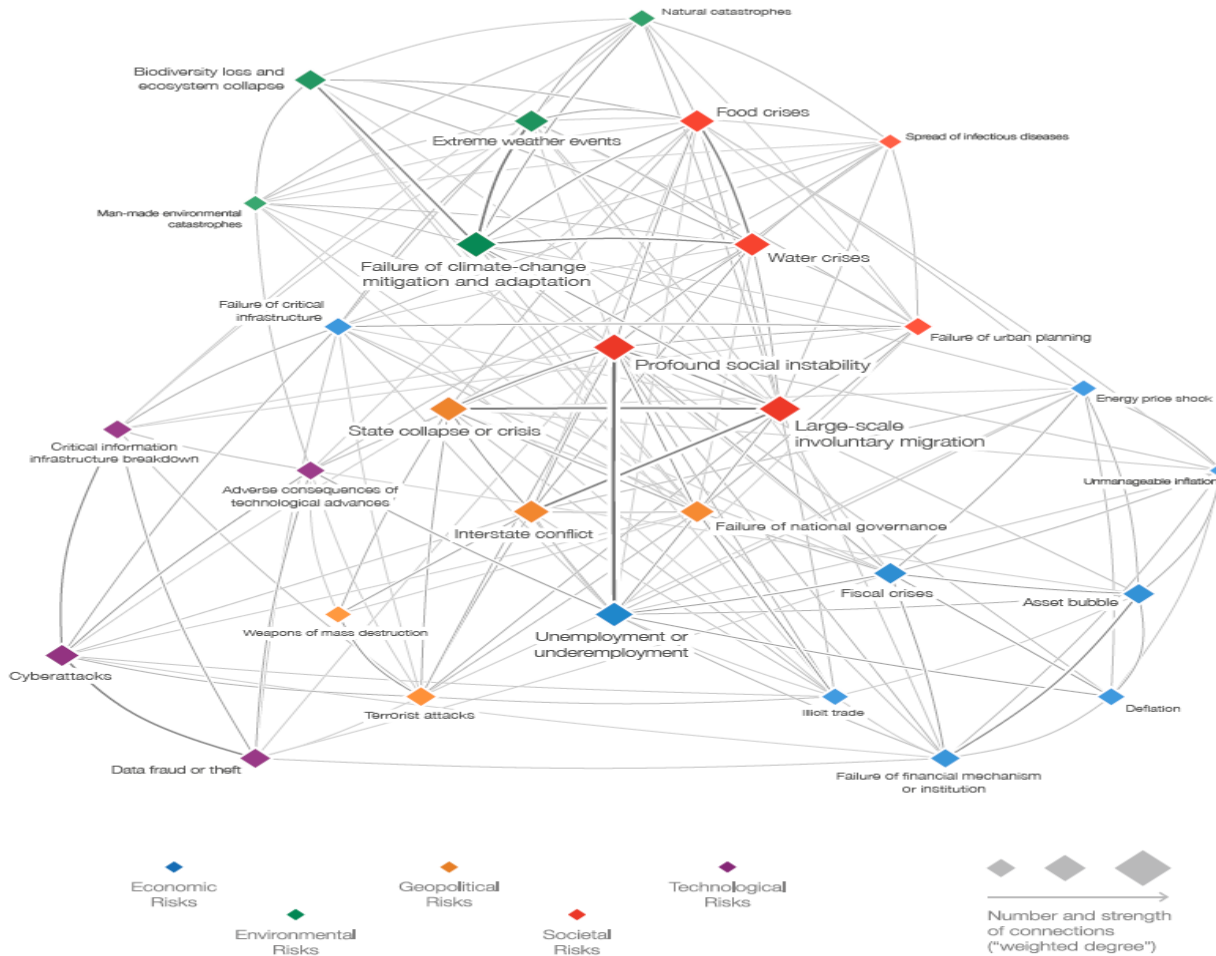 Natural catastrophes
Biodiversity loss and
ecosystem collapse
Food crises
Extreme weather events
Spread of infectious diseases
Man-made environmental
catastrophes
Failure of climate-change
mitigation and adaptation
Water crises
Failure of critical
infrastructure
Failure of urban planning
Profound social instability
Energy price shock
State collapse or crisis
Large-scale
involuntary migration
Critical information
infrastructure breakdown
Adverse consequences of
technological advances
Unmanageable inflation
Interstate conflict
Failure of national governance
Fiscal crises
Asset bubble
Weapons of mass destruction
Unemployment or
underemployment
Cyberattacks
Terrorist attacks
Illicit trade
Deflation
Data fraud or theft
Failure of financial mechanism
or institution
Economic
Risks
Geopolitical
Risks
Technological
Risks
Environmental
Risks
Societal
Risks
Number and strength
of connections
("weighted degree")